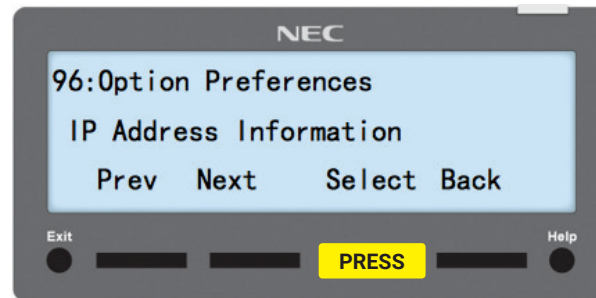 NEC
96:Option Preferences
IP Address Information
Prev Next Select Back
Exit Help
PRESS